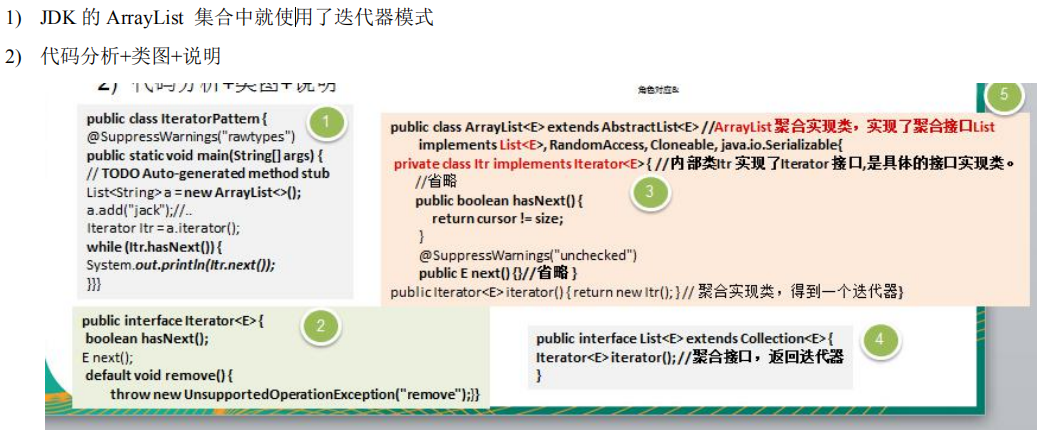 1) JDK 的 ArrayList 集合中就使用了迭代器模式
2) 代码分析+类图+说明
2) 代码分析+类图+说明
角色对应&
5
1
public class IteratorPattern {
@SuppressWarnings("rawtypes")
public static void main(String[] args) {
// TODO Auto-generated method stub
List<String> a = new ArrayList<>();
a.add("jack");//..
Iterator Itr = a.iterator();
while (Itr.hasNext()) {
System.out.println(Itr.next());
}}}
public class ArrayList<E> extends AbstractList<E> //ArrayList 聚合实现类，实现了聚合接口List
implements List<E>, RandomAccess, Cloneable, java.io.Serializable{
private class Itr implements Iterator<E> { //内部类Itr 实现了Iterator 接口,是具体的接口实现类。
//省略
3
public boolean hasNext() {
return cursor != size;
}
@SuppressWarnings("unchecked")
public E next() {}//省略 }
public Iterator<E> iterator() { return new Itr(); } // 聚合实现类，得到一个迭代器}
2
public interface Iterator<E> {
boolean hasNext();
E next();
default void remove() {
throw new UnsupportedOperationException("remove");}}
4
public interface List<E> extends Collection<E> {
Iterator<E> iterator();//聚合接口，返回迭代器
}